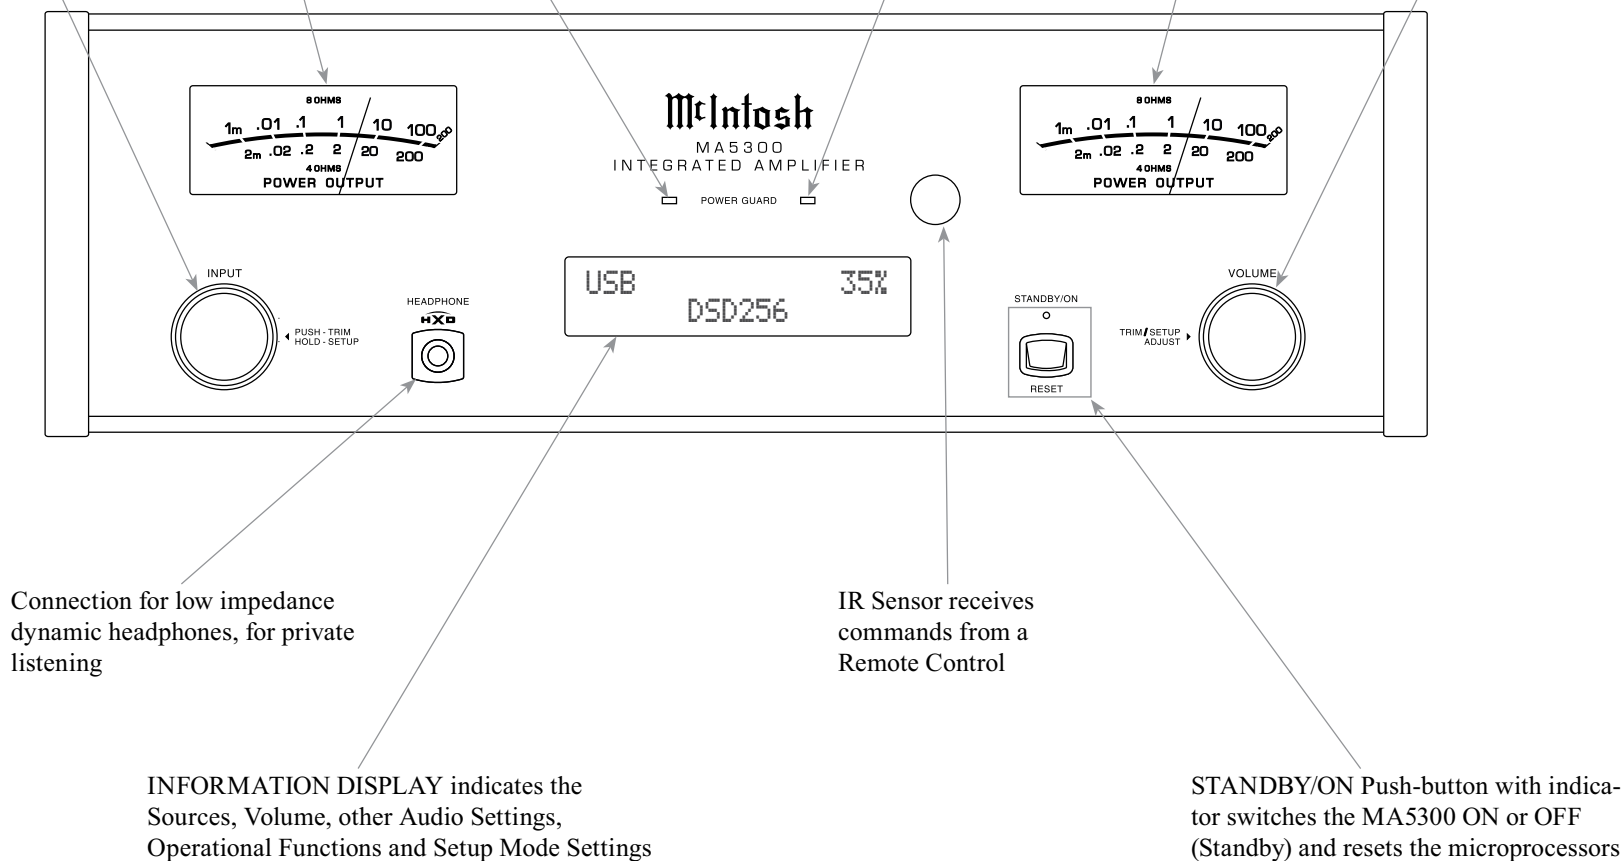 8 OHMS
1m .01 .1 1 10 100 200
2m .02 .2 2 20 200
4 OHMS
POWER OUTPUT
McIntosh
MA5300
INTEGRATED AMPLIFIER
POWER GUARD
8 OHMS
1m .01 .1 1 10 100 200
2m .02 .2 2 20 200
4 OHMS
POWER OUTPUT
INPUT
PUSH - TRIM
HOLD - SETUP
HEADPHONE
HXD
USB 35%
DSD256
STANDBY/ON
RESET
VOLUME
TRIM/SETUP
ADJUST
Connection for low impedance
dynamic headphones, for private
listening
IR Sensor receives
commands from a
Remote Control
INFORMATION DISPLAY indicates the
Sources, Volume, other Audio Settings,
Operational Functions and Setup Mode Settings
STANDBY/ON Push-button with indica-
tor switches the MA5300 ON or OFF
(Standby) and resets the microprocessors